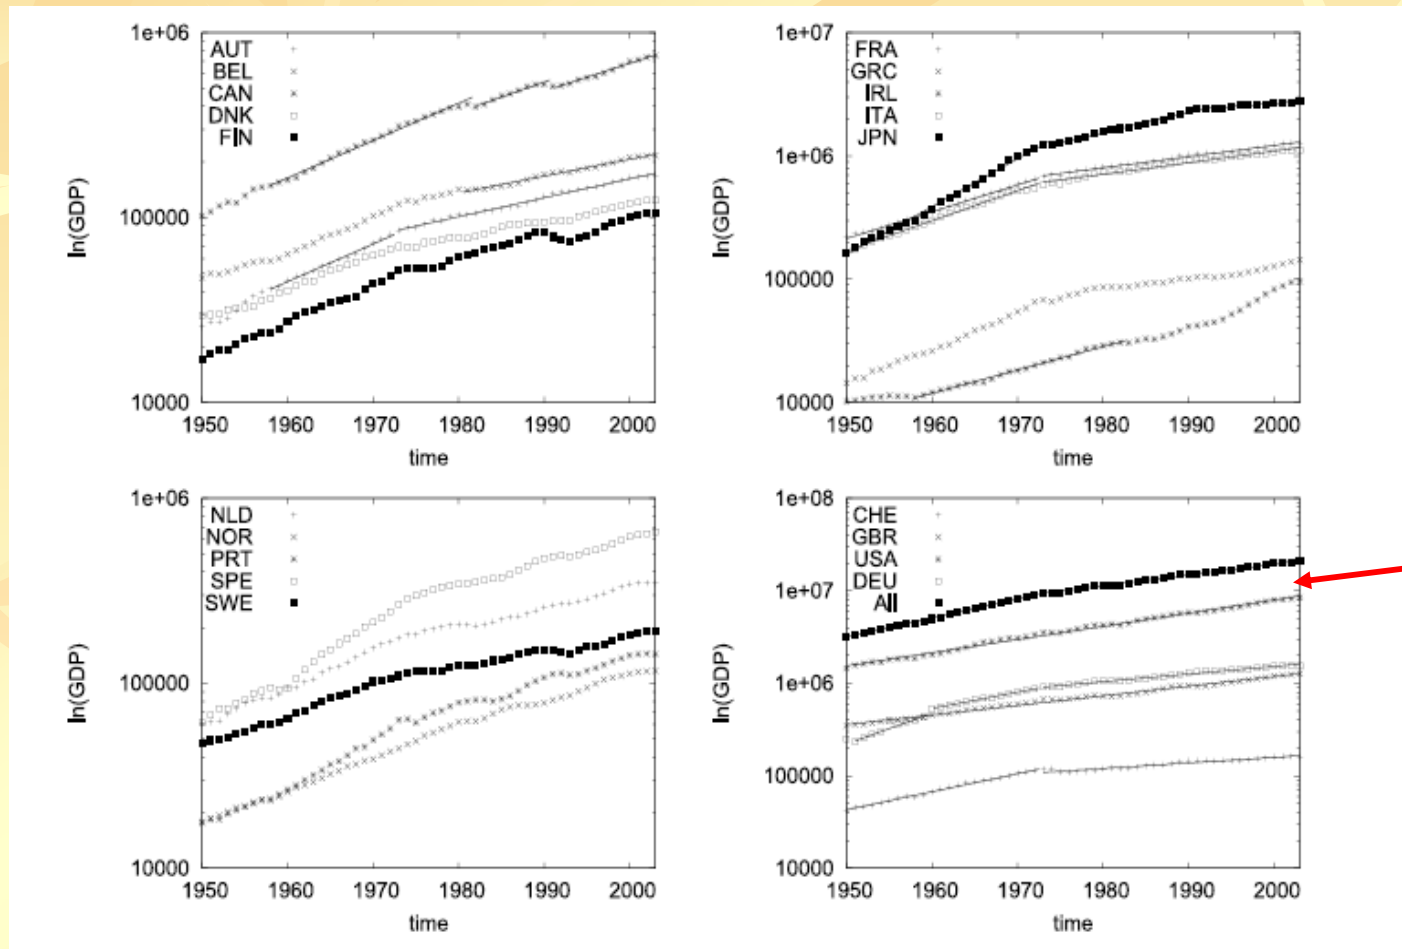 1e+06
AUT
BEL
CAN
DNK
FIN
100000
ln(GDP)
10000
1950 1960 1970 1980 1990 2000
time
1e+07
FRA
GRC
IRL
ITA
JPN
1e+06
ln(GDP)
100000
10000
1950 1960 1970 1980 1990 2000
time
1e+06
NLD
NOR
PRT
SPE
SWE
100000
ln(GDP)
10000
1950 1960 1970 1980 1990 2000
time
1e+08
CHE
GBR
USA
DEU
All
1e+07
1e+06
ln(GDP)
100000
10000
1950 1960 1970 1980 1990 2000
time